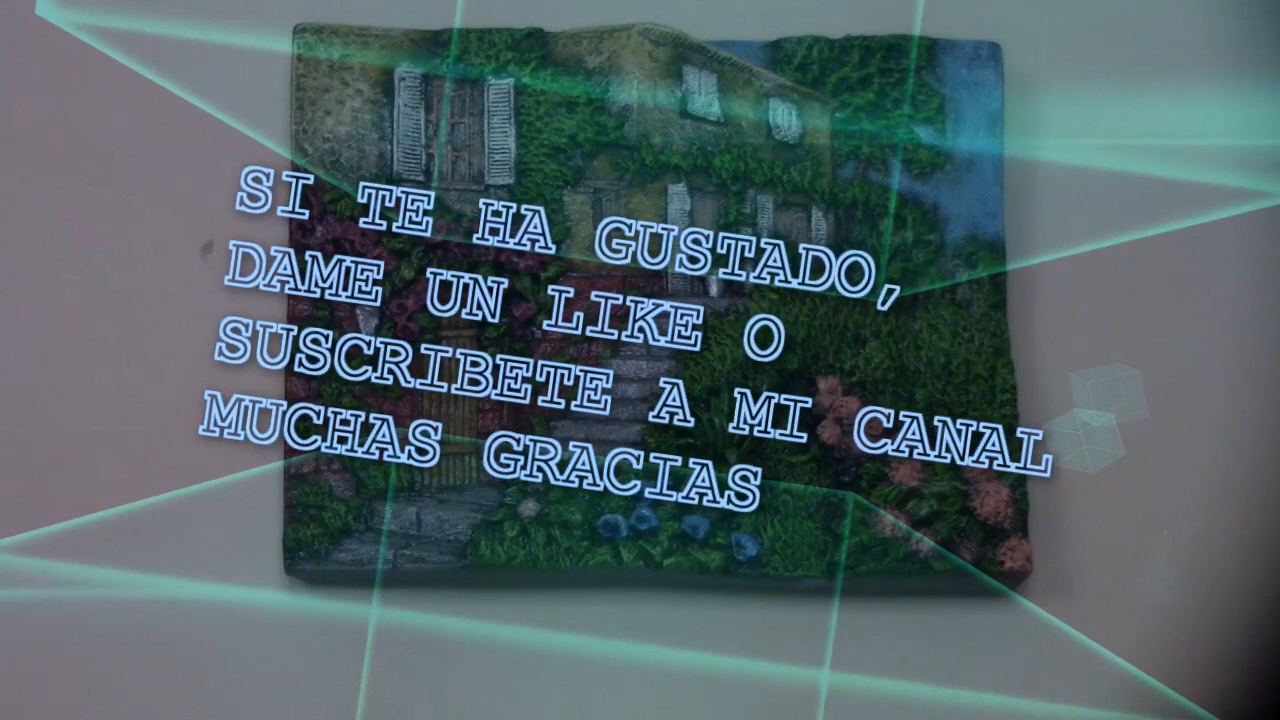 SI TE HA GUSTADO,
DAME UN LIKE O
SUSCRIBETE A MI CANAL
MUCHAS GRACIAS